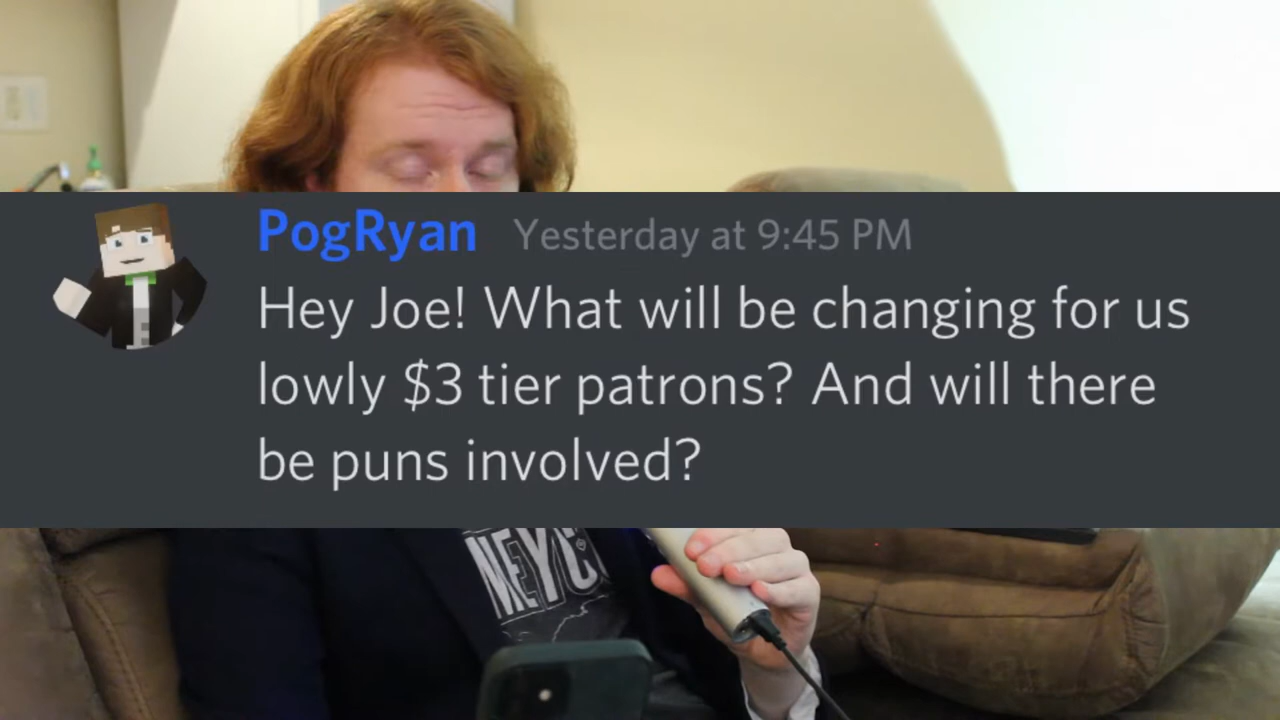 PogRyan Yesterday at 9:45 PM
Hey Joe! What will be changing for us
lowly $3 tier patrons? And will there
be puns involved?